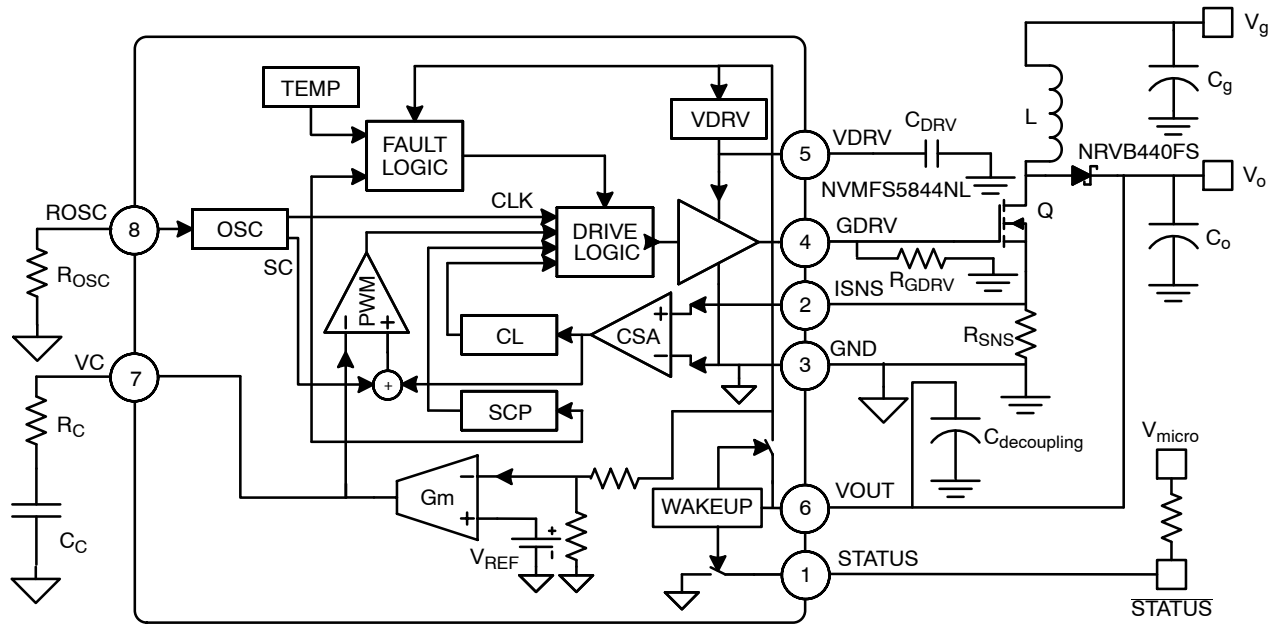 Vg
Cg
TEMP
VDRV
L
CDRV
VDRV
5
NRVB440FS
FAULT
LOGIC
NVMFS5844NL
Vo
ROSC
8
OSC
CLK
DRIVE
LOGIC
4
GDRV
Q
Co
SC
ROSC
RGDRV
PWM
2
ISNS
− +
CL
CSA
+
−
RSNS
VC
7
3
GND
+
SCP
RC
Cdecoupling
Vmicro
Gm
−
+
WAKEUP
6
VOUT
CC
VREF
+
−
1
STATUS
STATUS